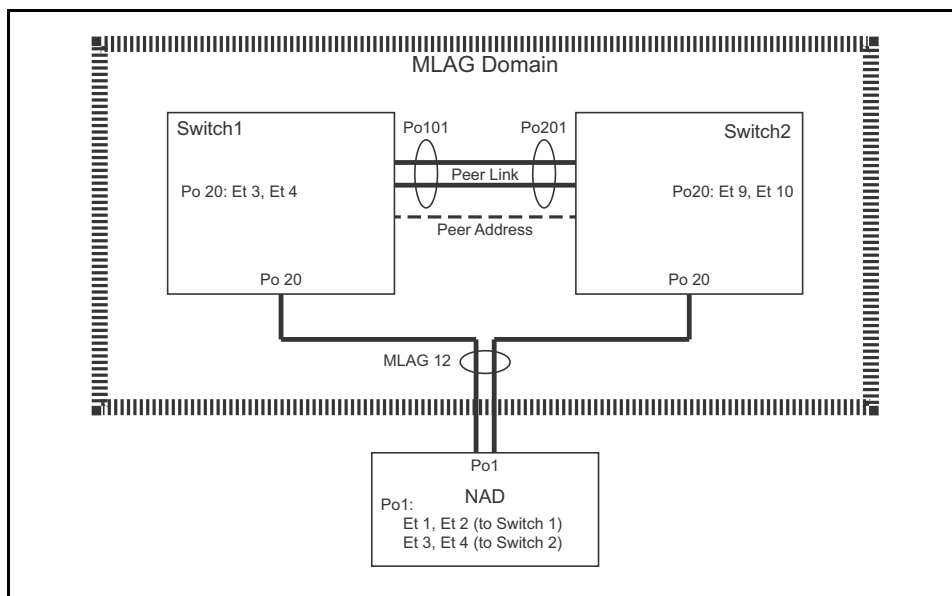 MLAG Domain
Switch1
Po101
Po201
Switch2
Peer Link
Po 20: Et 3, Et 4
Po20: Et 9, Et 10
Peer Address
Po 20
Po 20
MLAG 12
Po1
NAD
Po1:
Et 1, Et 2 (to Switch 1)
Et 3, Et 4 (to Switch 2)